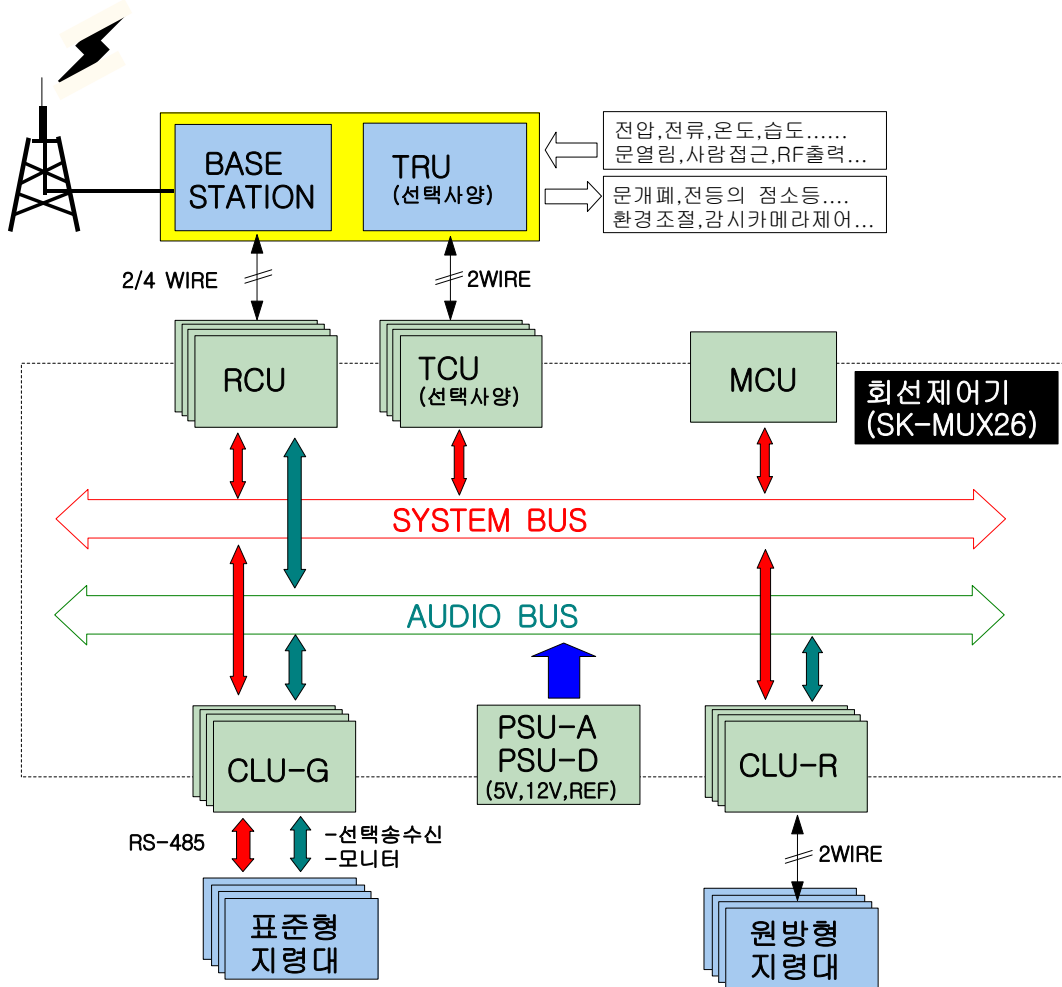 전압,전류,온도,습도......
문열림,사람접근,RF출력...
BASE
STATION
TRU
(선택사양)
문개폐,전등의 점소등....
환경조절,감시카메라제어...
2/4 WIRE
2WIRE
RCU
TCU
(선택사양)
MCU
회선제어기
(SK-MUX26)
SYSTEM BUS
AUDIO BUS
CLU-G
PSU-A
PSU-D
(5V,12V,REF)
CLU-R
RS-485
-선택송수신
-모니터
2WIRE
표준형
지령대
원방형
지령대